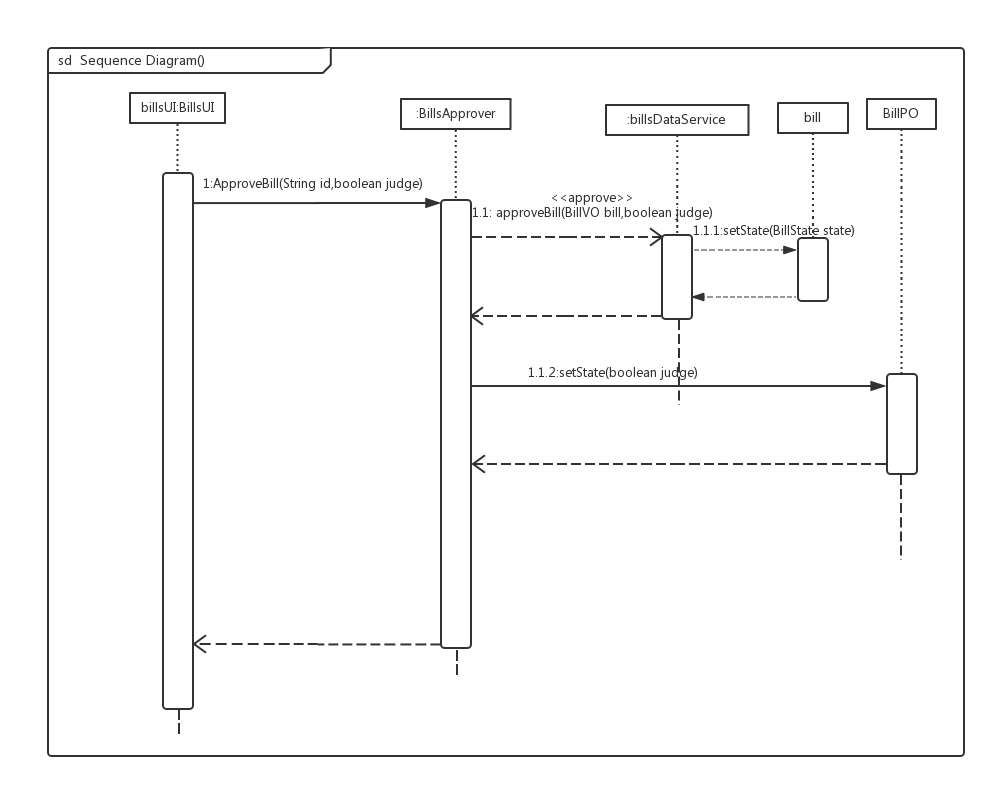 sd  Sequence Diagram()
billsUI:BillsUI
:BillsApprover
:billsDataService
bill
BillPO
1:ApproveBill(String id,boolean judge)
<<approve>>
1.1: approveBill(BillVO bill,boolean judge)
1.1.1:setState(BillState state)
1.1.2:setState(boolean judge)